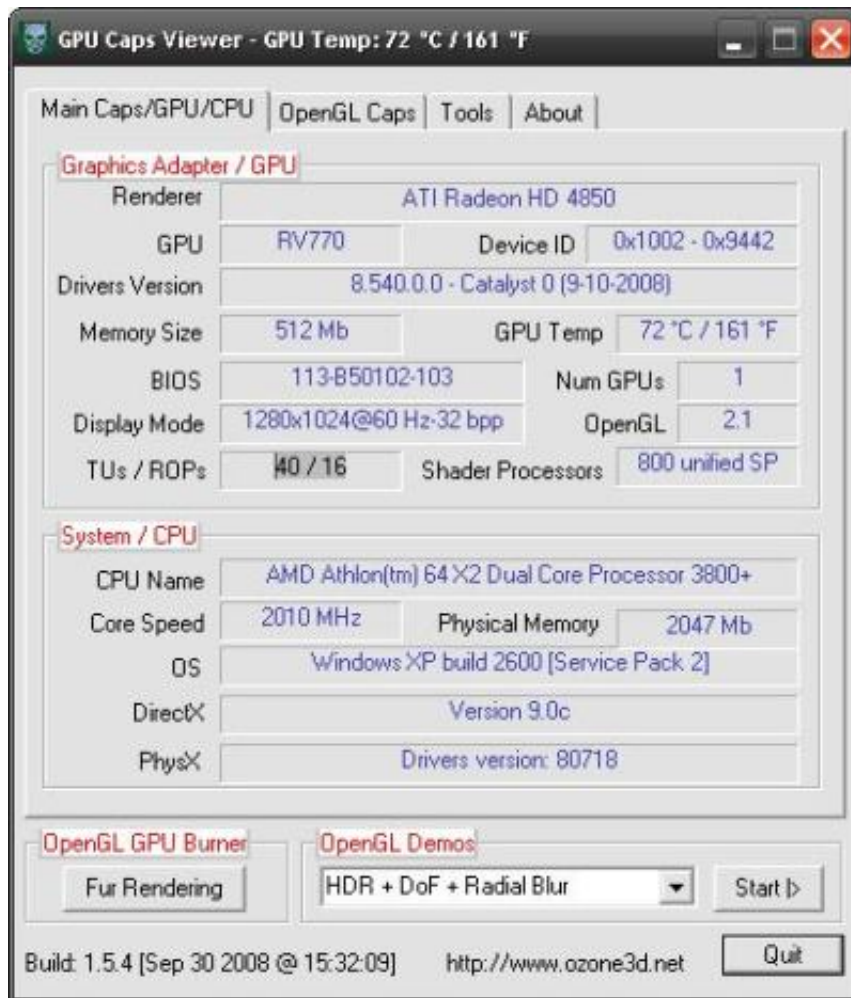 GPU Caps Viewer - GPU Temp: 72 °C / 161 °F
Main Caps/GPU/CPU OpenGL Caps Tools About
Graphics Adapter / GPU
Renderer ATI Radeon HD 4850
GPU RV770 Device ID 0x1002 - 0x9442
Drivers Version 8.540.0.0 - Catalyst 0 (9-10-2008)
Memory Size 512 Mb GPU Temp 72 °C / 161 °F
BIOS 113-B50102-103 Num GPUs 1
Display Mode 1280x1024@60 Hz-32 bpp OpenGL 2.1
TUs / ROPs 40 / 16 Shader Processors 800 unified SP
System / CPU
CPU Name AMD Athlon(tm) 64 X2 Dual Core Processor 3800+
Core Speed 2010 MHz Physical Memory 2047 Mb
OS Windows XP build 2600 [Service Pack 2]
DirectX Version 9.0c
PhysX Drivers version: 80718
OpenGL GPU Burner OpenGL Demos
Fur Rendering HDR + DoF + Radial Blur Start |>
Build: 1.5.4 [Sep 30 2008 @ 15:32:09] http://www.ozone3d.net Quit